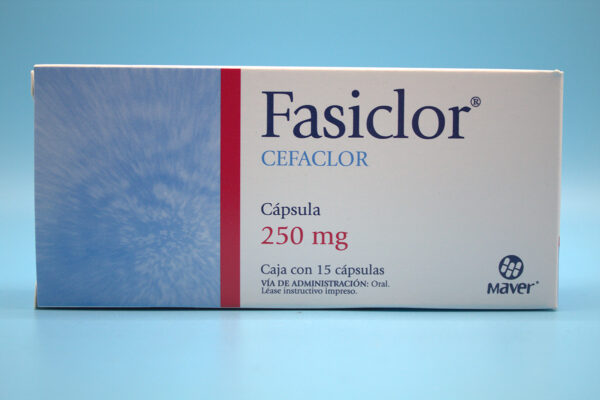 Fasiclor®
CEFACLOR
Cápsula
250 mg
Caja con 15 cápsulas
VÍA DE ADMINISTRACIÓN: Oral.
Léase instructivo impreso.
Maver®